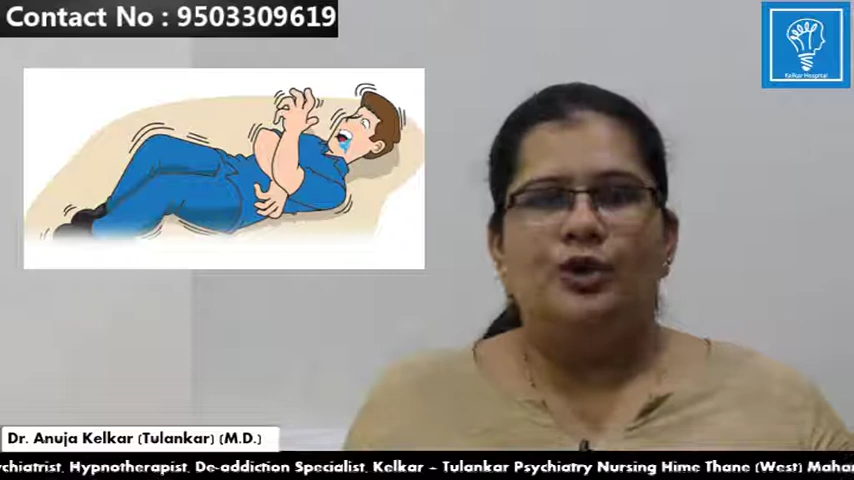 Contact No : 9503309619
Kelkar Hospital
Dr. Anuja Kelkar (Tulankar) (M.D.)
ychiatrist, Hypnotherapist, De-addiction Specialist, Kelkar - Tulankar Psychiatry Nursing Hime Thane (West) Mahar